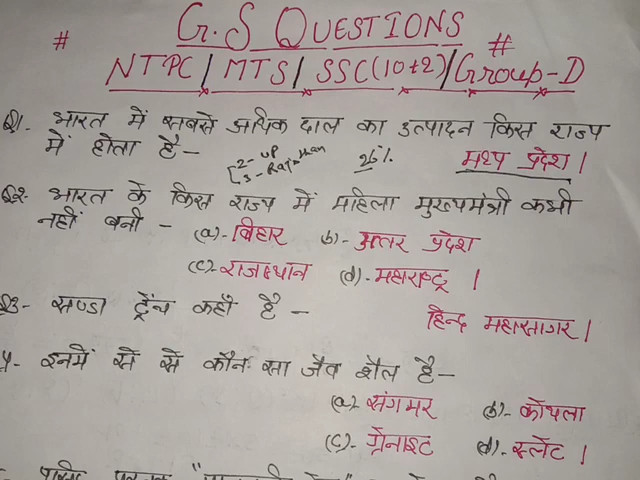 # G.S QUESTIONS #
NTPC/MTS/SSC(10+2)/Group-D
Q1. भारत में सबसे अधिक दाल का उत्पादन किस राज्य
में होता है - [2- UP 26% मध्य प्रदेश।
3- Rajasthan
Q2- भारत के किस राज्य में महिला मुख्यमंत्री कभी
नहीं बनी - (a)- बिहार (b)- उत्तर प्रदेश
(c)- राजस्थान (d)- महाराष्ट्र।
Q3- सण्डा ट्रेंच कहाँ है - हिन्द महासागर।
4- इनमें से से कौन सा जैव शैल है -
(a)- संगमर (b)- कोयला
(c)- ग्रेनाइट (d)- स्लेट।